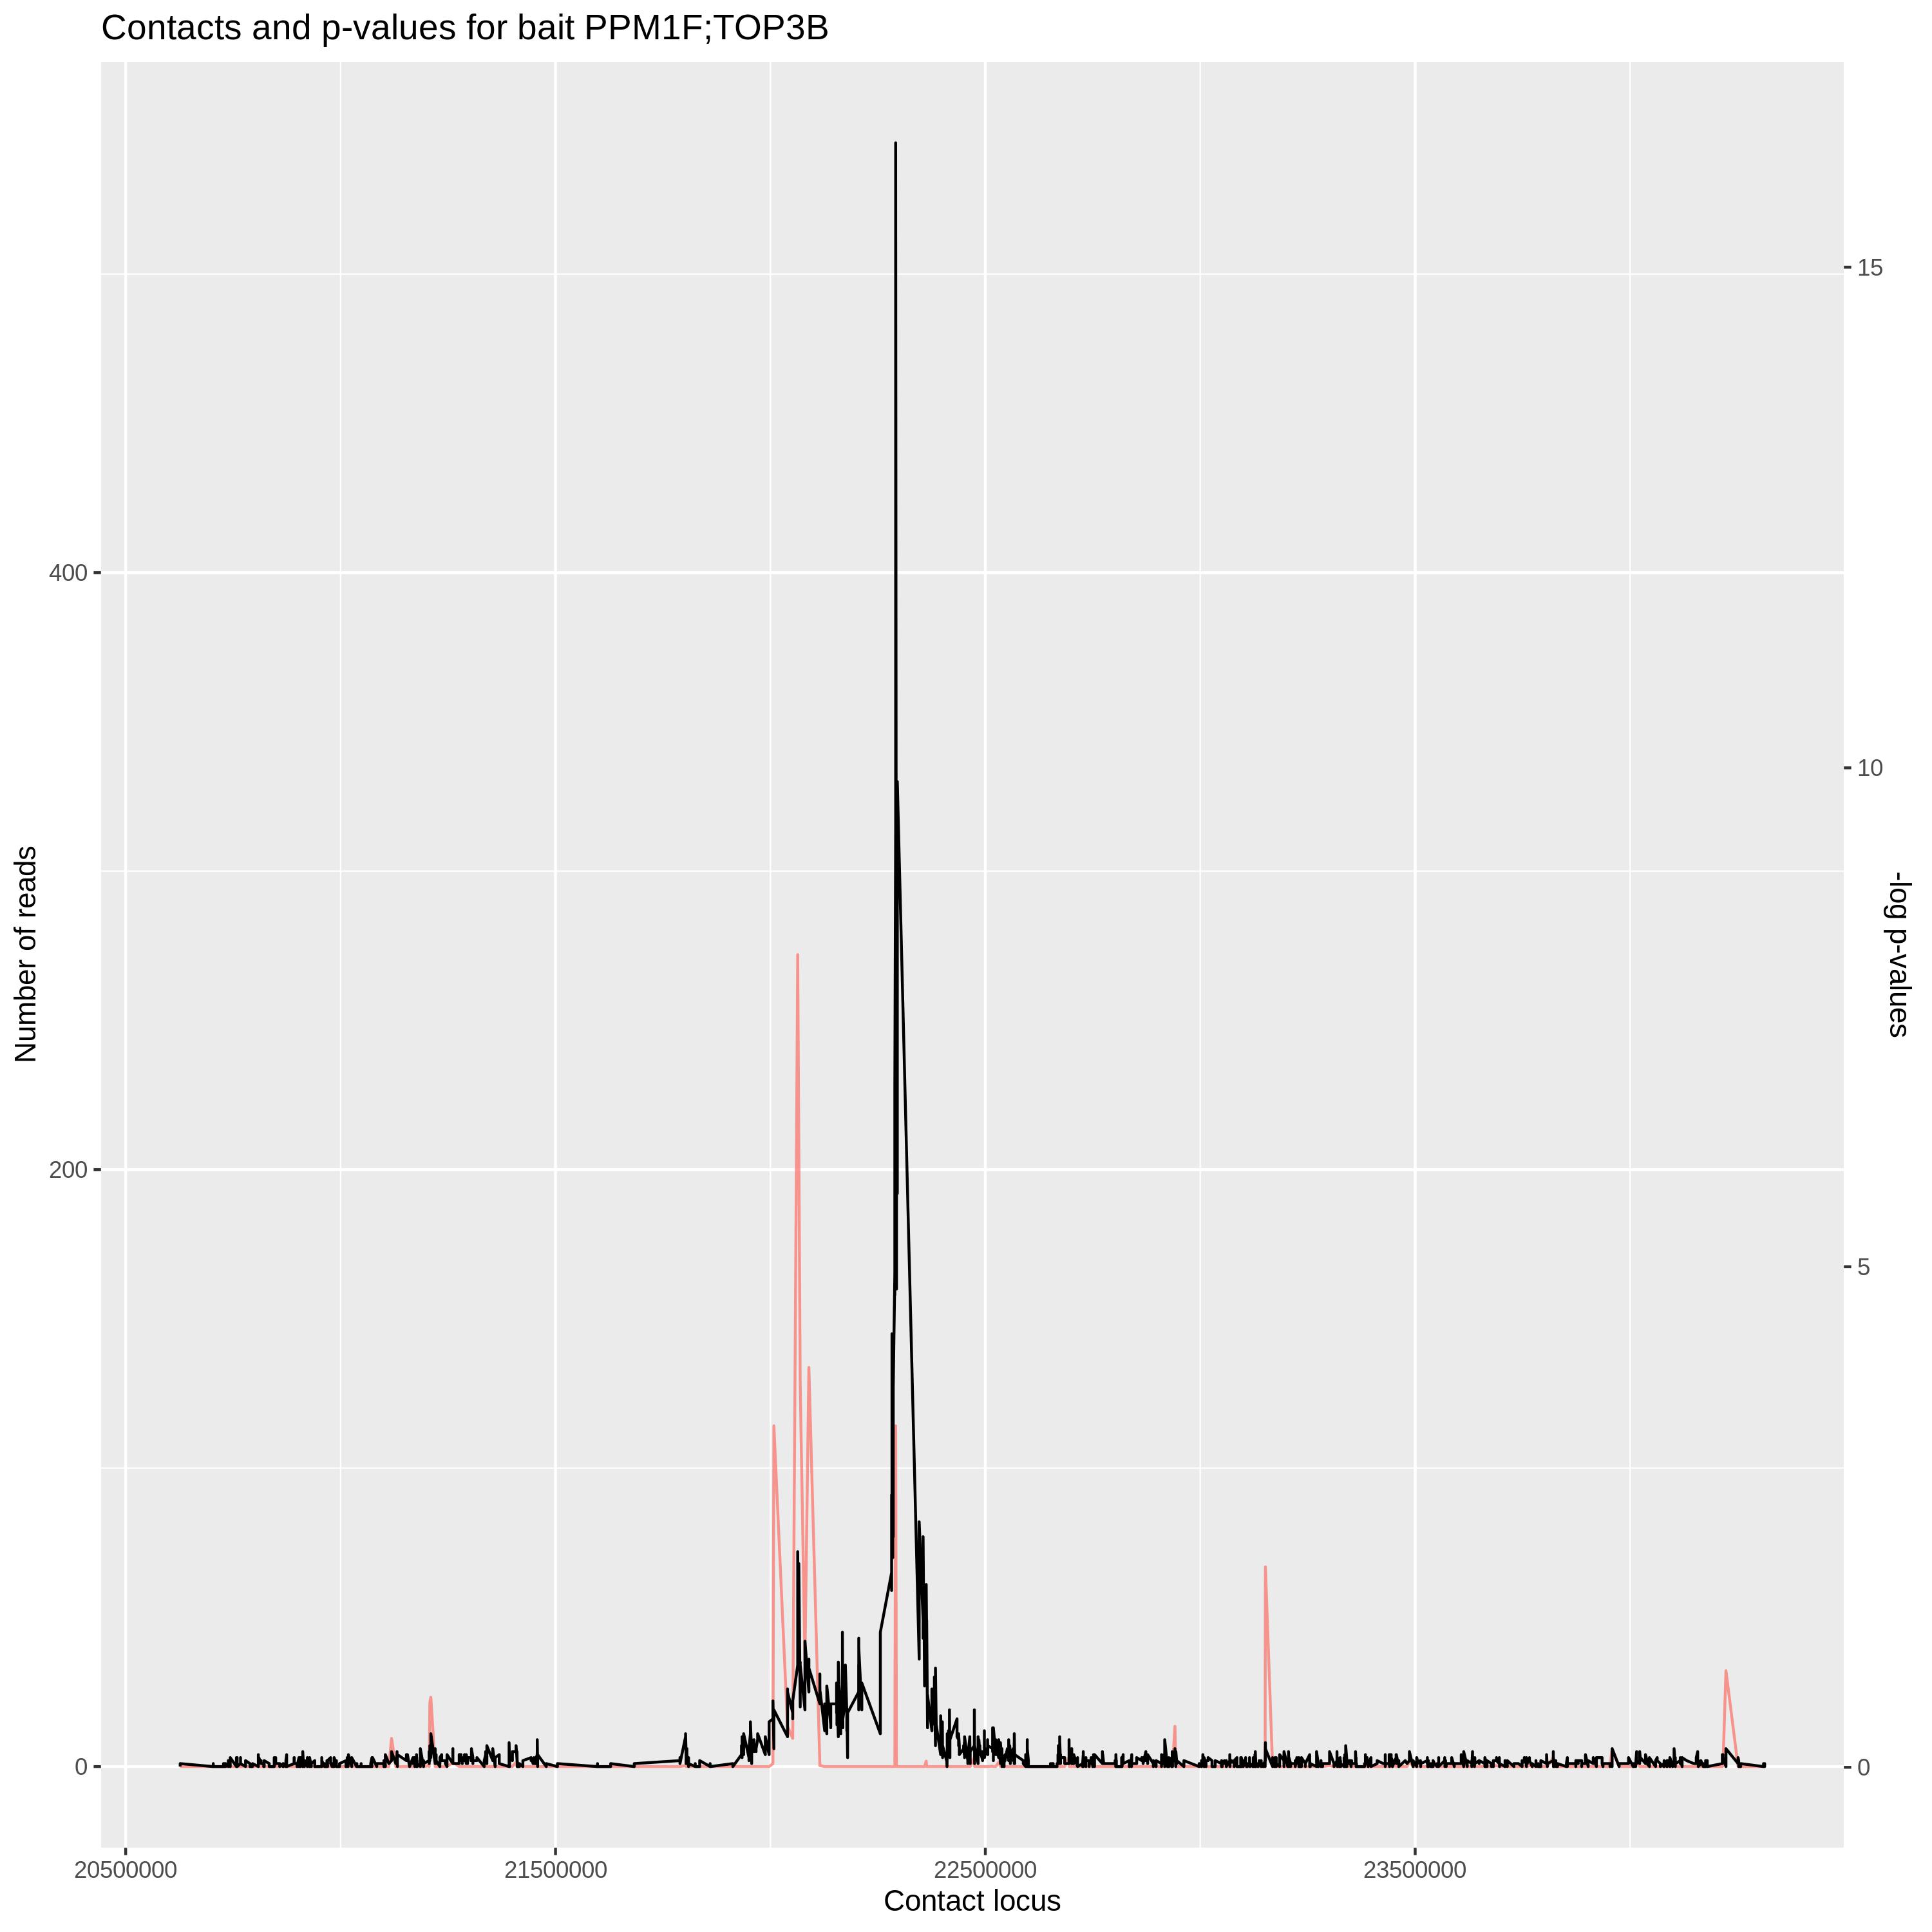 Contacts and p-values for bait PPM1F;TOP3B
15
400
10
Number of reads
-log p-values
200
5
0
0
20500000 21500000 22500000 23500000
Contact locus